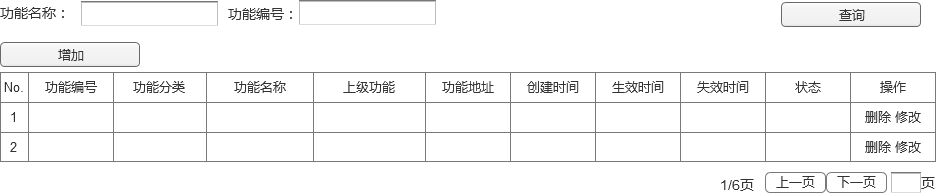 功能名称： 功能编号： 查询
增加
No. 功能编号 功能分类 功能名称 上级功能 功能地址 创建时间 生效时间 失效时间 状态 操作
1 删除 修改
2 删除 修改
1/6页 上一页 下一页 页